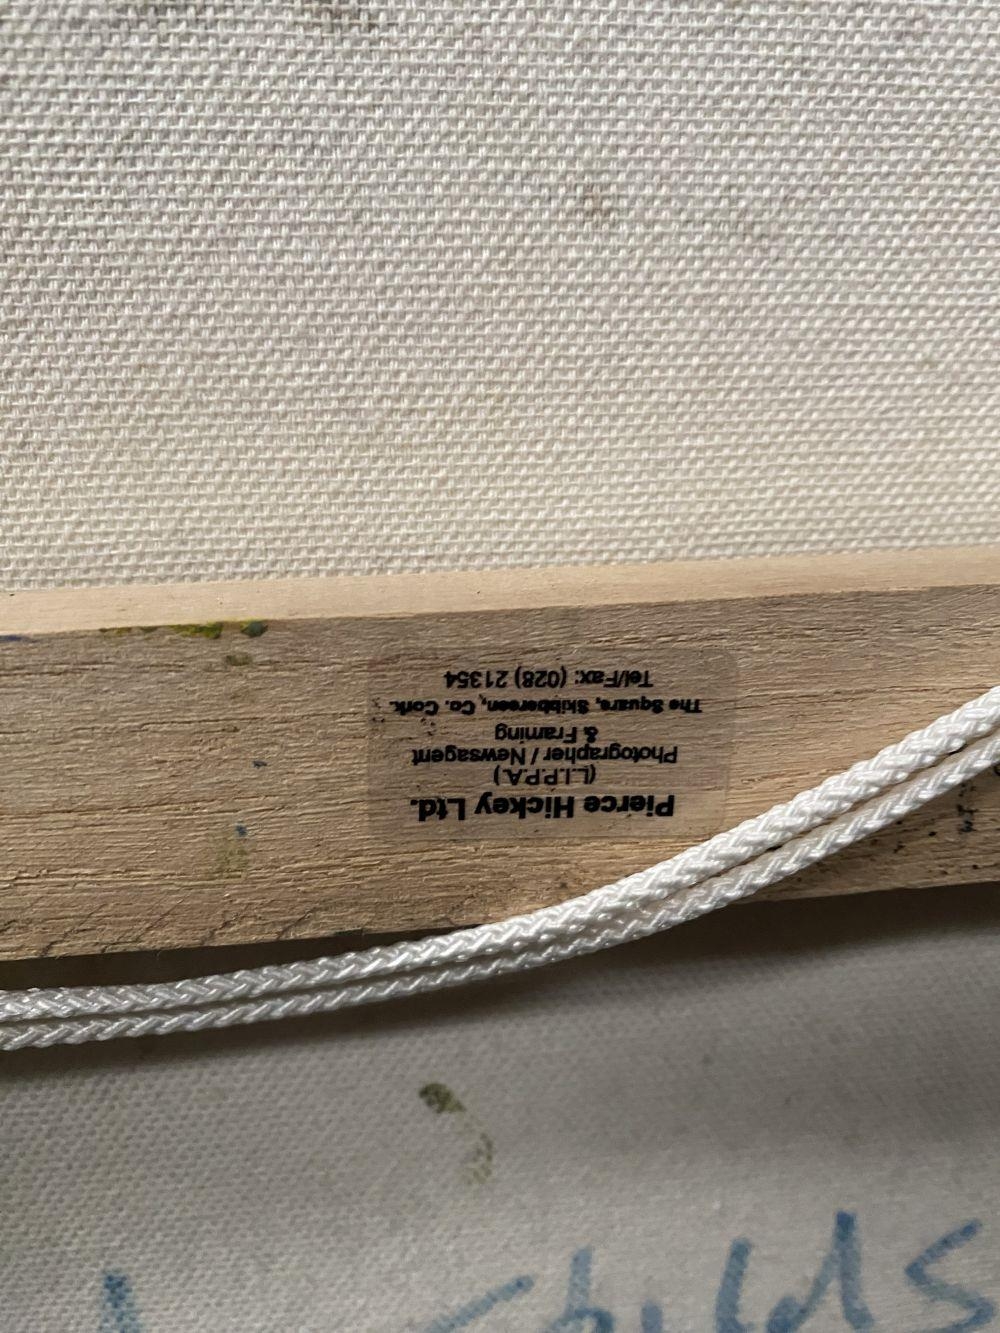 Pierce Hickey Ltd.
(L.I.P.P.A.)
Photographer / Newsagent
& Framing
The Square, Skibbereen, Co. Cork.
Tel/Fax: (028) 21354